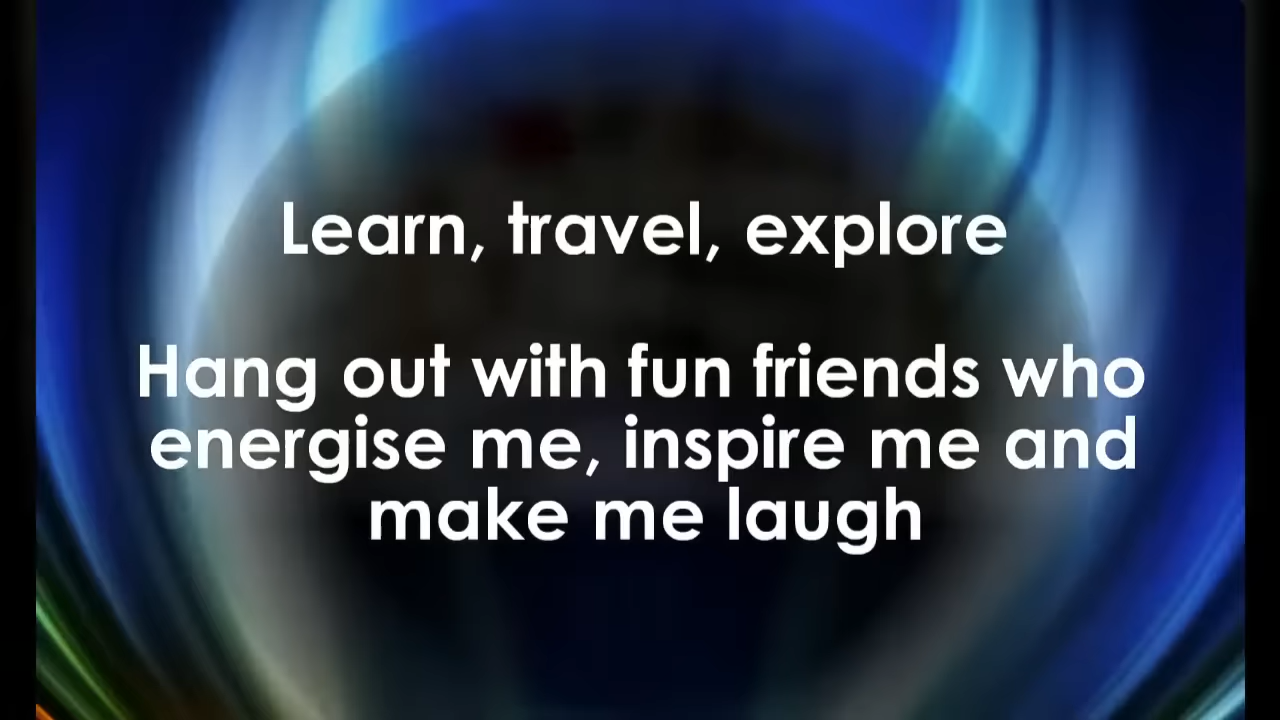 Learn, travel, explore
Hang out with fun friends who
energise me, inspire me and
make me laugh